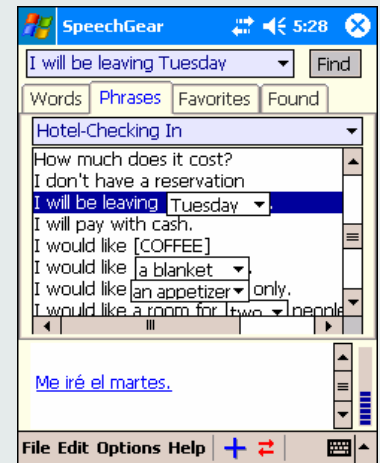 SpeechGear 5:28
I will be leaving Tuesday Find
Words Phrases Favorites Found
Hotel-Checking In
How much does it cost?
I don't have a reservation
I will be leaving Tuesday .
I will pay with cash.
I would like [COFFEE]
I would like a blanket .
I would like an appetizer only.
I would like a room for two people
Me iré el martes.
File Edit Options Help